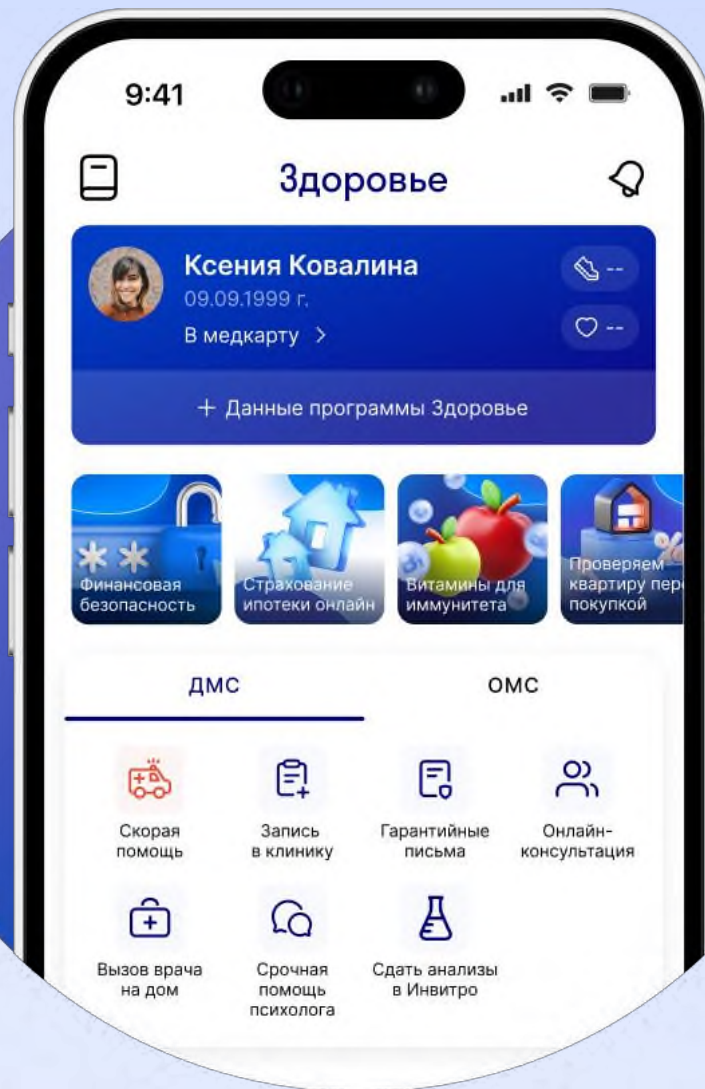 9:41
Здоровье
Ксения Ковалина
09.09.1999 г.
В медкарту >
-- 
--
+ Данные программы Здоровье
Финансовая
безопасность
Страхование
ипотеки онлайн
Витамины для
иммунитета
Проверяем
квартиру пер
покупкой
ДМС
ОМС
Скорая
помощь
Запись
в клинику
Гарантийные
письма
Онлайн-
консультация
Вызов врача
на дом
Срочная
помощь
психолога
Сдать анализы
в Инвитро